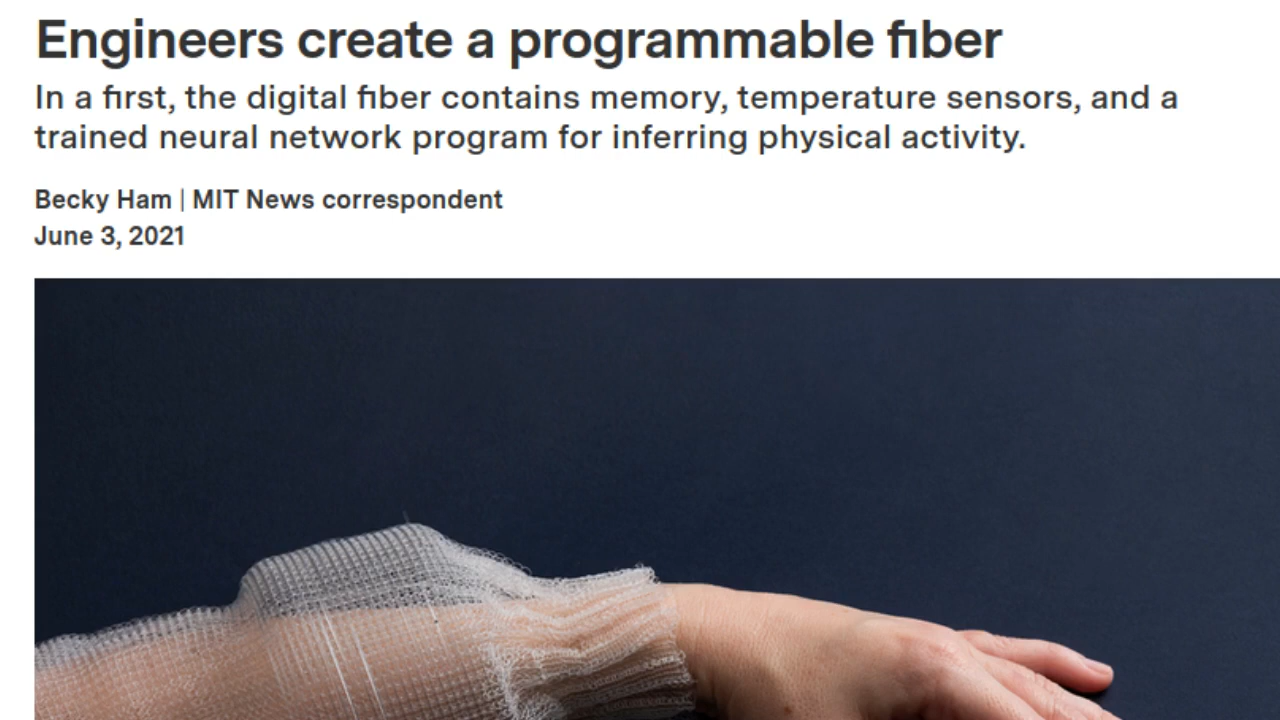 Engineers create a programmable fiber
In a first, the digital fiber contains memory, temperature sensors, and a
trained neural network program for inferring physical activity.
Becky Ham | MIT News correspondent
June 3, 2021